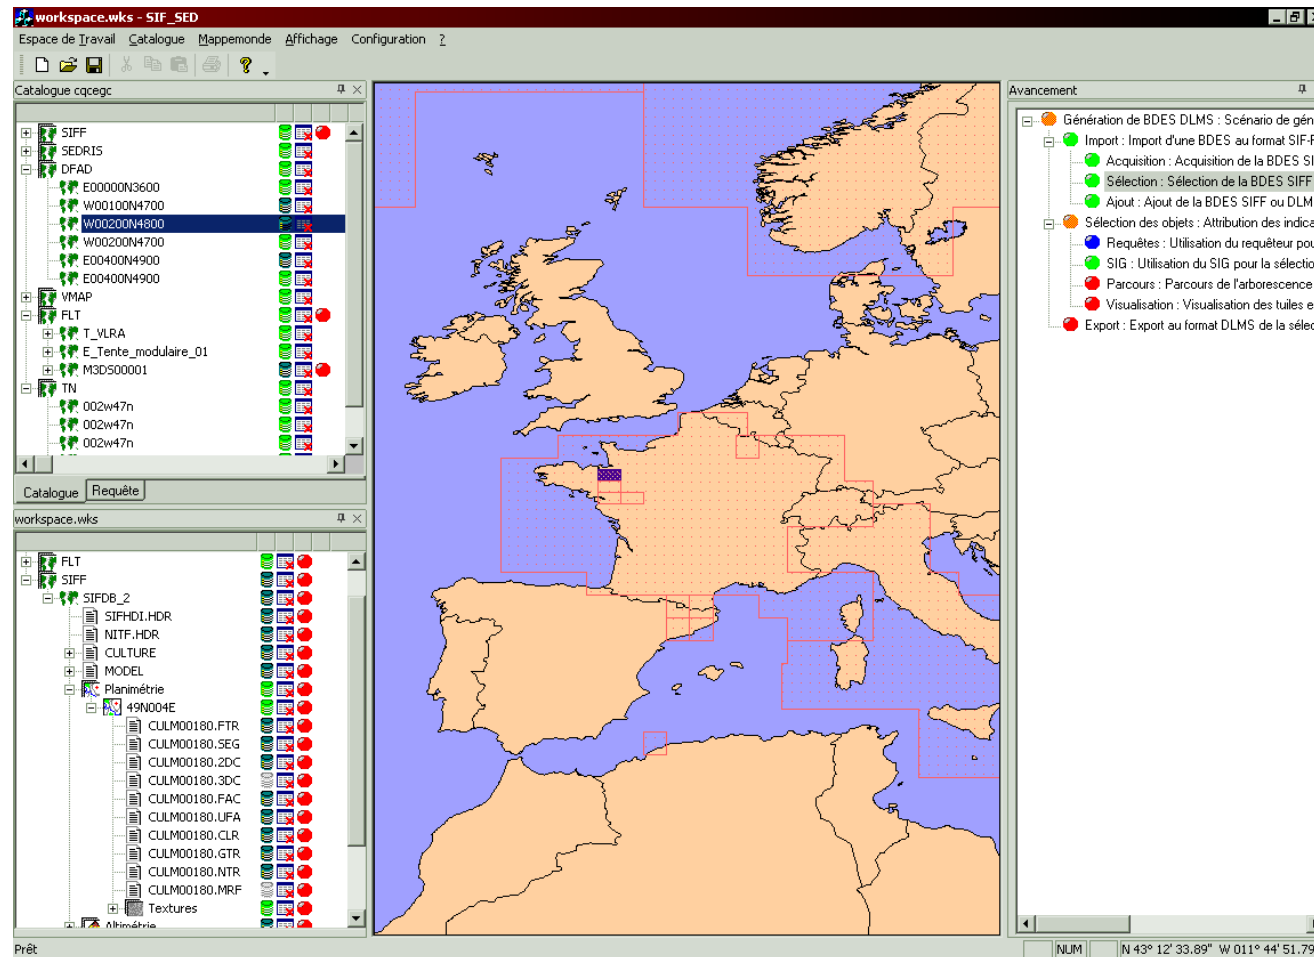 workspace.wks - SIF_SED
Espace de Travail Catalogue Mappemonde Affichage Configuration ?
Catalogue cqcegc
SIFF
SEDRIS
DFAD
E00000N3600
W00100N4700
W00200N4800
W00200N4700
E00400N4900
E00400N4900
VMAP
FLT
T_VLRA
E_Tente_modulaire_01
M3DS00001
TN
002w47n
002w47n
002w47n
Catalogue Requête
workspace.wks
FLT
SIFF
SIFDB_2
SIFHDI.HDR
NITF.HDR
CULTURE
MODEL
Planimétrie
49N004E
CULM00180.FTR
CULM00180.SEG
CULM00180.2DC
CULM00180.3DC
CULM00180.FAC
CULM00180.UFA
CULM00180.CLR
CULM00180.GTR
CULM00180.NTR
CULM00180.MRF
Textures
Altimétrie
Avancement
Génération de BDES DLMS : Scénario de gén
Import : Import d'une BDES au format SIF-F
Acquisition : Acquisition de la BDES SI
Sélection : Sélection de la BDES SIFF
Ajout : Ajout de la BDES SIFF ou DLM
Sélection des objets : Attribution des indica
Requêtes : Utilisation du requêteur pou
SIG : Utilisation du SIG pour la sélectio
Parcours : Parcours de l'arborescence
Visualisation : Visualisation des tuiles e
Export : Export au format DLMS de la sélec
Prêt
NUM
N 43° 12' 33.89" W 011° 44' 51.79